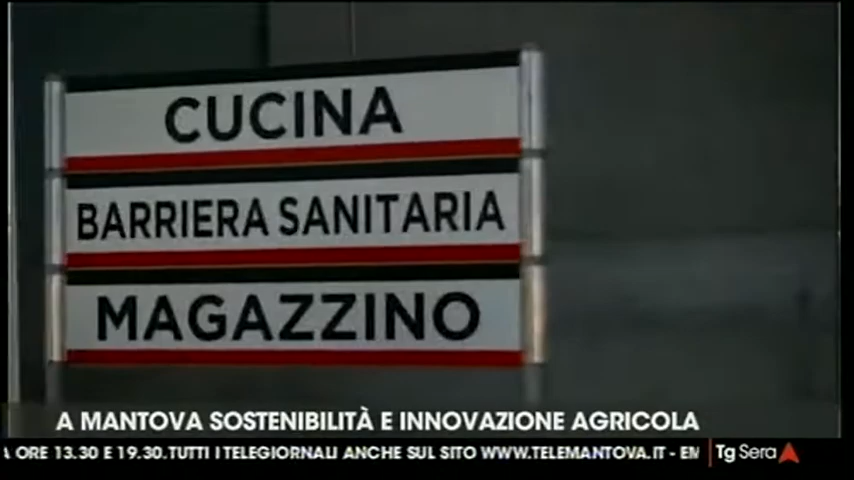 CUCINA
BARRIERA SANITARIA
MAGAZZINO
A MANTOVA SOSTENIBILITÀ E INNOVAZIONE AGRICOLA
ORE 13.30 E 19.30.TUTTI I TELEGIORNALI ANCHE SUL SITO WWW.TELEMANTOVA.IT - EM
Tg Sera